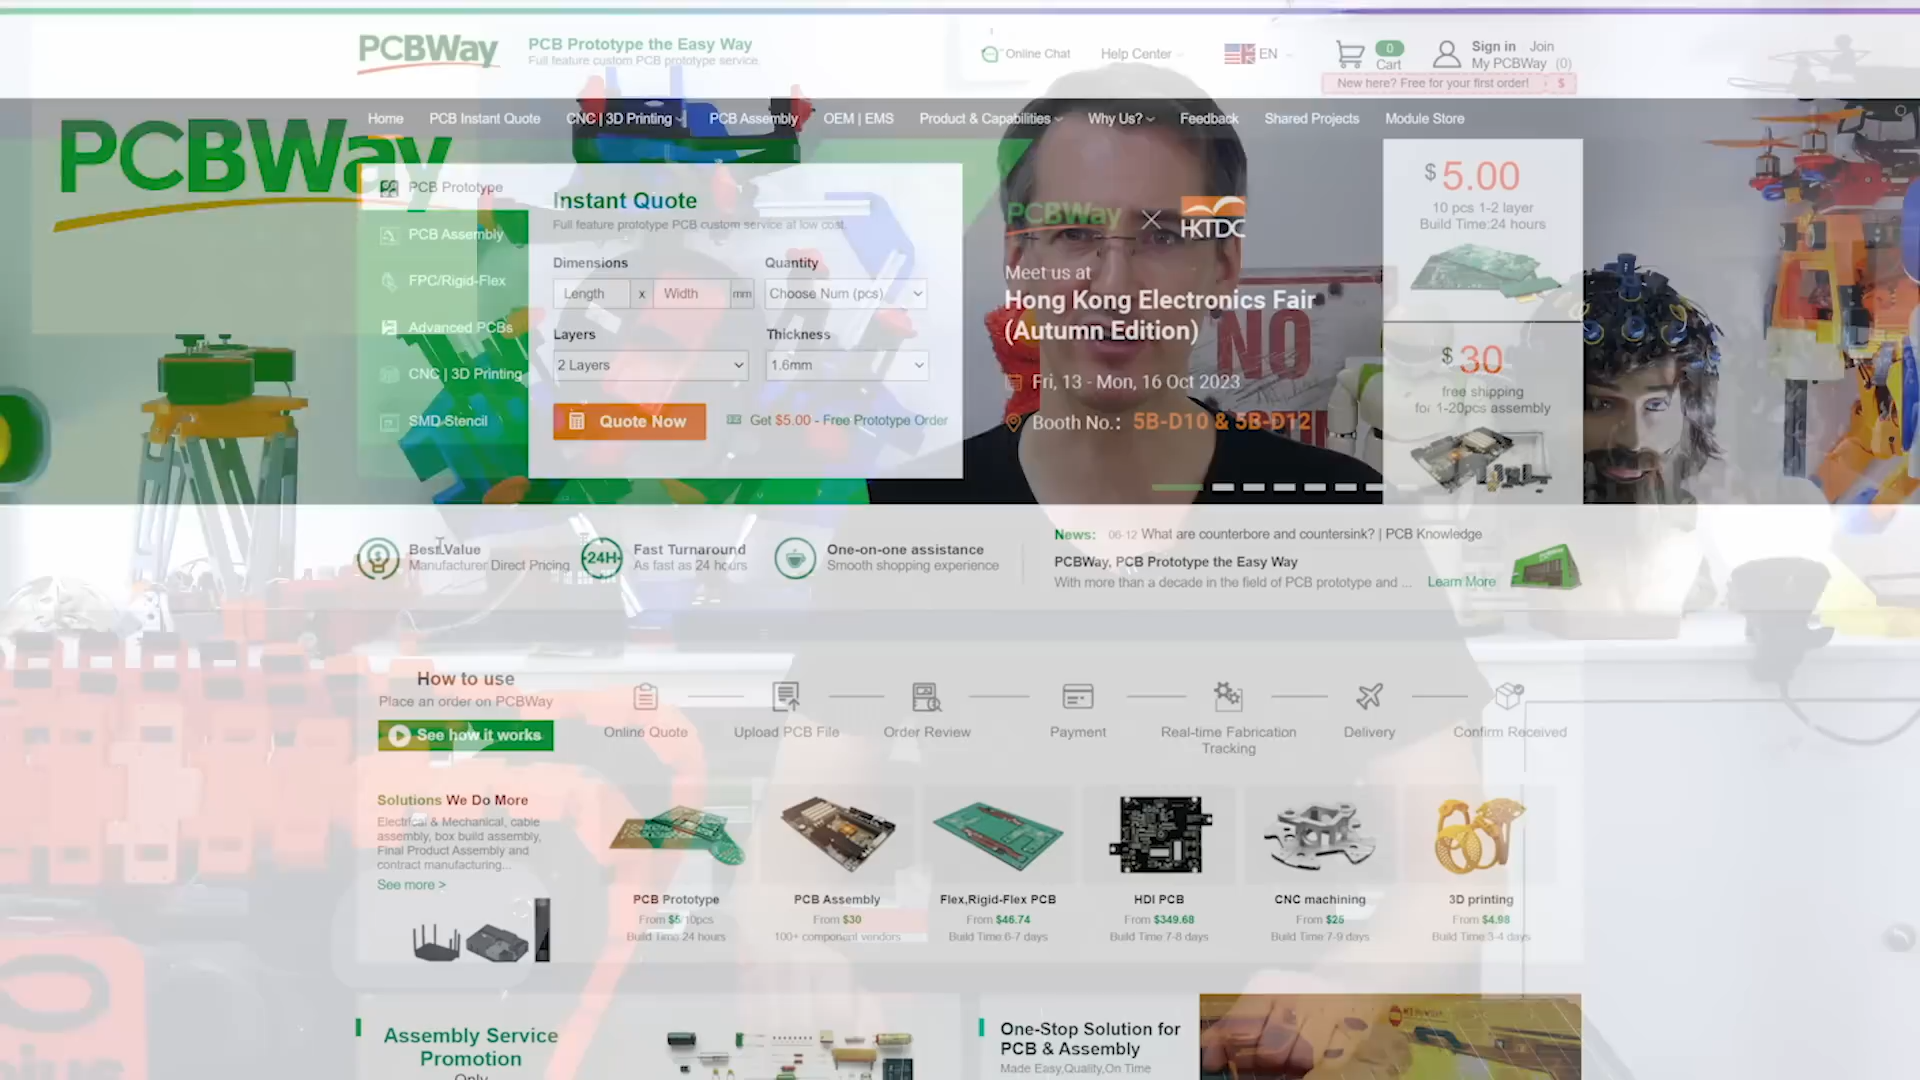 PCBWay
PCB Prototype the Easy Way
Full feature custom PCB prototype service.
Online Chat
Help Center
EN
0
Cart
Sign in Join
My PCBWay (0)
New here? Free for your first order! $
Home
PCB Instant Quote
CNC | 3D Printing
PCB Assembly
OEM | EMS
Product & Capabilities
Why Us?
Feedback
Shared Projects
Module Store
PCBWay
PCB Prototype
PCB Assembly
FPC/Rigid-Flex
Advanced PCBs
CNC | 3D Printing
SMD-Stencil
Instant Quote
Full feature prototype PCB custom service at low cost.
Dimensions
Quantity
Length x Width mm
Choose Num (pcs)
Layers
Thickness
2 Layers
1.6mm
Quote Now
Get $5.00 - Free Prototype Order
PCBWay X HKTDC
Meet us at
Hong Kong Electronics Fair
(Autumn Edition)
Fri, 13 - Mon, 16 Oct 2023
Booth No.: 5B-D10 & 5B-D12
NO
$ 5.00
10 pcs 1-2 layer
Build Time:24 hours
$ 30
free shipping
for 1-20pcs assembly
Best Value
Manufacturer Direct Pricing
24H
Fast Turnaround
As fast as 24 hours
One-on-one assistance
Smooth shopping experience
News: 06-12 What are counterbore and countersink? | PCB Knowledge
PCBWay, PCB Prototype the Easy Way
With more than a decade in the field of PCB prototype and ... Learn More
How to use
Place an order on PCBWay
See how it works
Online Quote
Upload PCB File
Order Review
Payment
Real-time Fabrication
Tracking
Delivery
Confirm Received
Solutions We Do More
Electrical & Mechanical, cable
assembly, box build assembly,
Final Product Assembly and
contract manufacturing...
See more >
PCB Prototype
From $5/10pcs
Build Time:24 hours
PCB Assembly
From $30
100+ component vendors
Flex,Rigid-Flex PCB
From $46.74
Build Time:6-7 days
HDI PCB
From $349.68
Build Time:7-8 days
CNC machining
From $25
Build Time:7-9 days
3D printing
From $4.98
Build Time:3-4 days
Assembly Service
Promotion
Only
One-Stop Solution for
PCB & Assembly
Made Easy,Quality,On Time